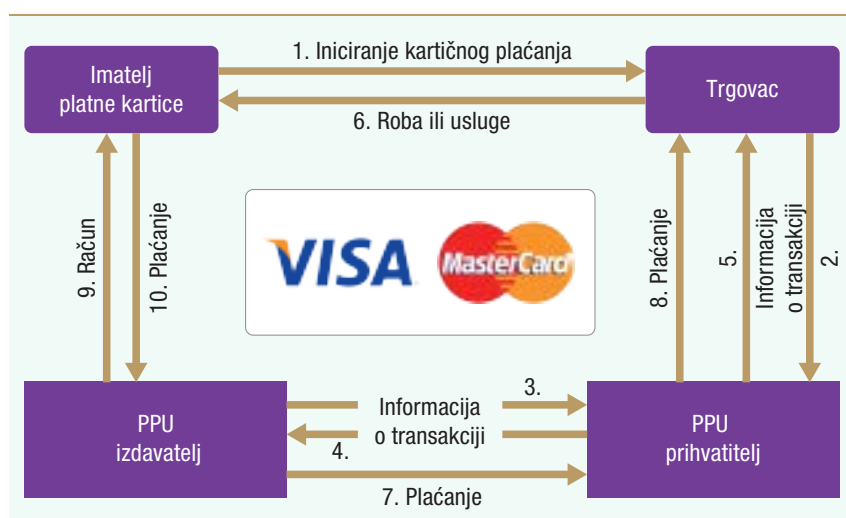 1. Iniciranje kartičnog plaćanja
Imatelj
platne kartice
Trgovac
6. Roba ili usluge
9. Račun
10. Plaćanje
VISA
MasterCard
8. Plaćanje
5.
Informacija
o transakciji
2.
PPU
izdavatelj
3.
Informacija
o transakciji
4.
7. Plaćanje
PPU
prihvatitelj